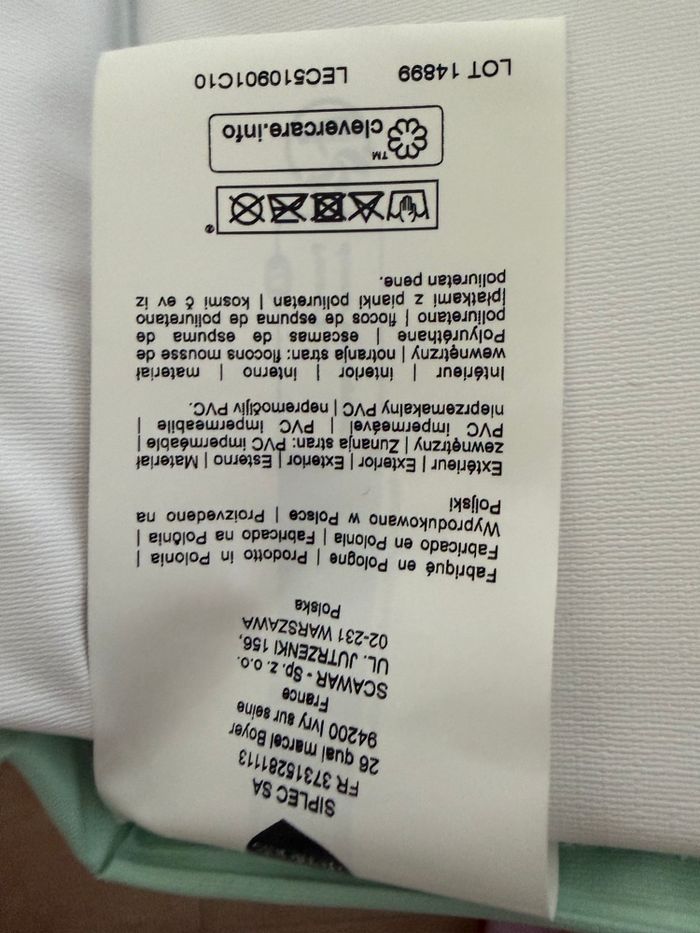 SIPLEC SA
FR 37315281113
26 quai marcel Boyer
94200 Ivry sur seine
France
SCAWAR - Sp. z. o.o.
UL. JUTRZENKI 156,
02-231 WARSZAWA
Polska
Fabriqué en Pologne | Prodotto in Polonia |
Fabricado en Polonia | Fabricado na Polônia |
Wyprodukowano w Polsce | Proizvedeno na
Poljski
Extérieur | Exterior | Exterior | Esterno | Materiał
zewnętrzny | Zunanja stran: PVC imperméable |
PVC impermeável | PVC impermeabile |
nieprzemakalny PVC | nepremočljiv PVC.
Intérieur | interior | interno | materiał
wewnętrzny | notranja stran: flocons mousse de
Polyuréthane | escamas de espuma de
poliuretano | flocos de espuma de poliuretano
|płatkami z pianki poliuretan | kosmi č ev iz
poliuretan pene.
®
clevercare.info
TM
LOT 14899 LEC510901C10